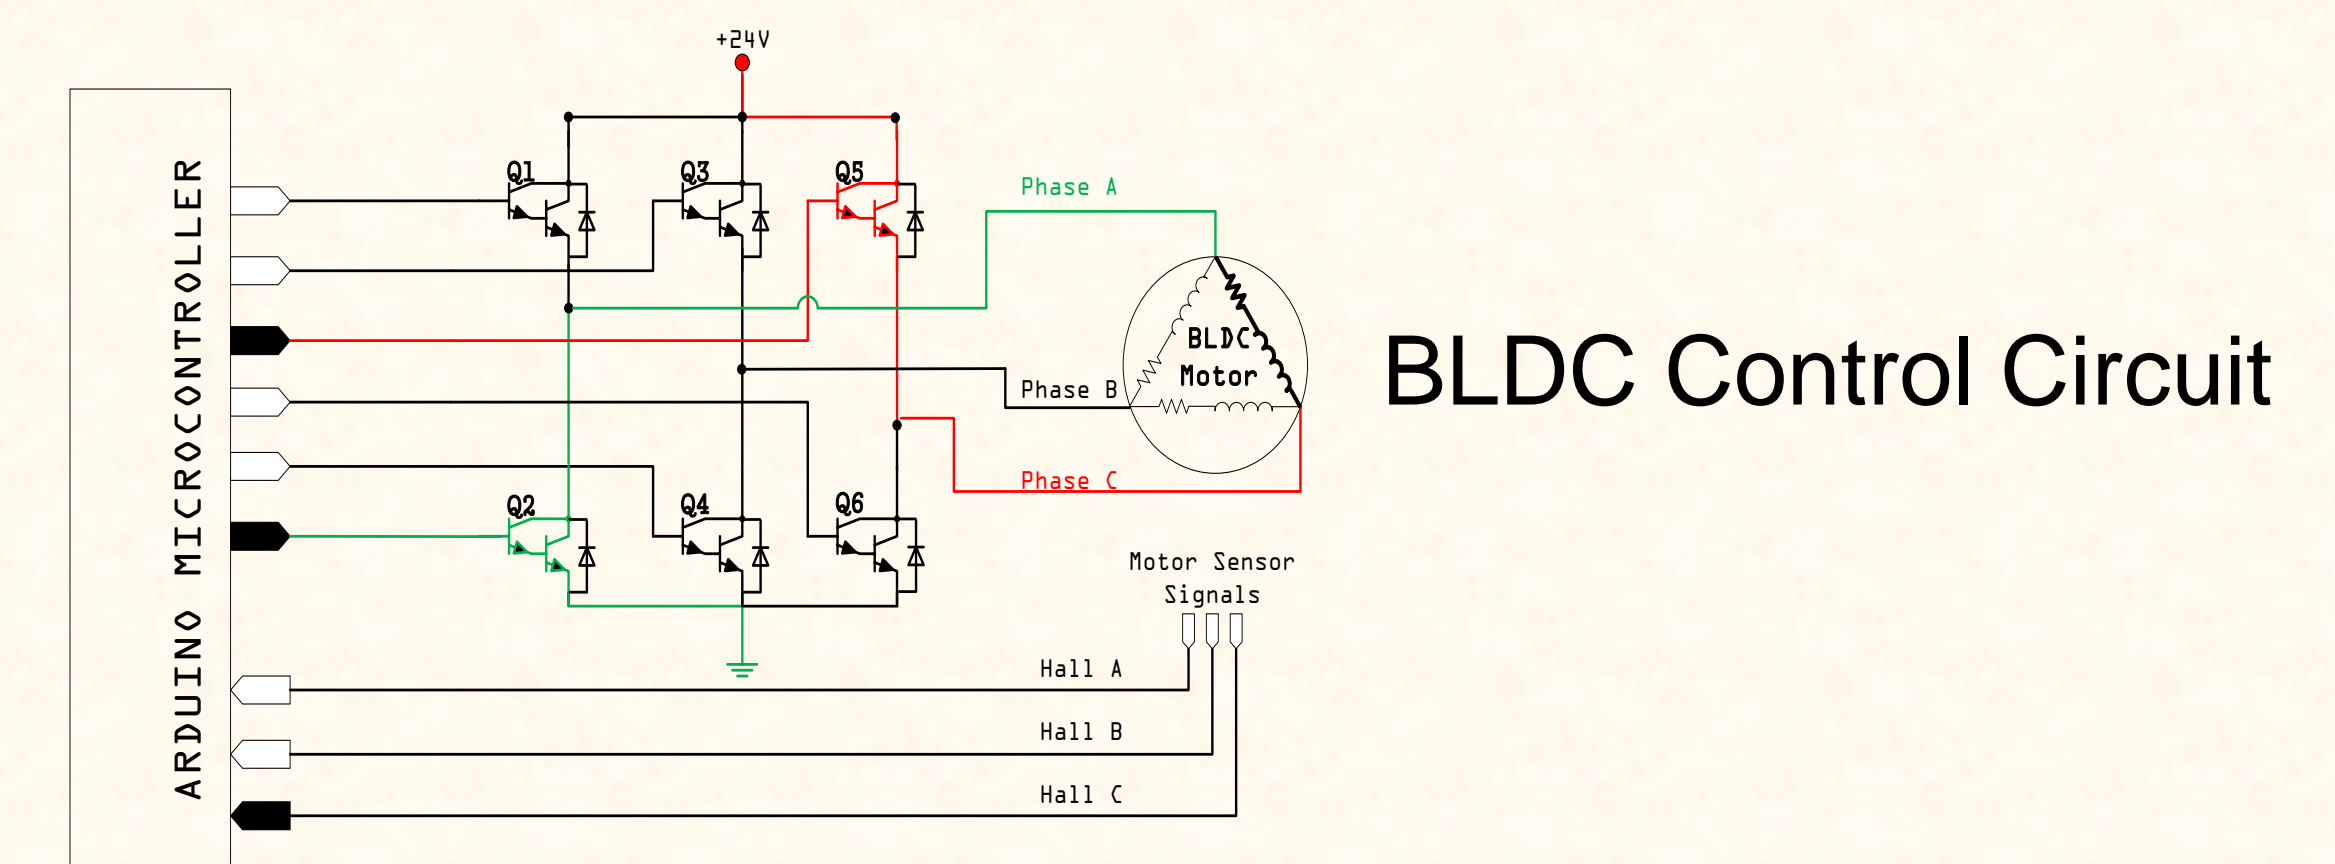 +24V
Q1
Q3
Q5
Phase A
BLDC
Motor
Phase B
BLDC Control Circuit
Phase C
Q2
Q4
Q6
Motor Sensor
Signals
Hall A
Hall B
Hall C
ARDUINO MICROCONTROLLER